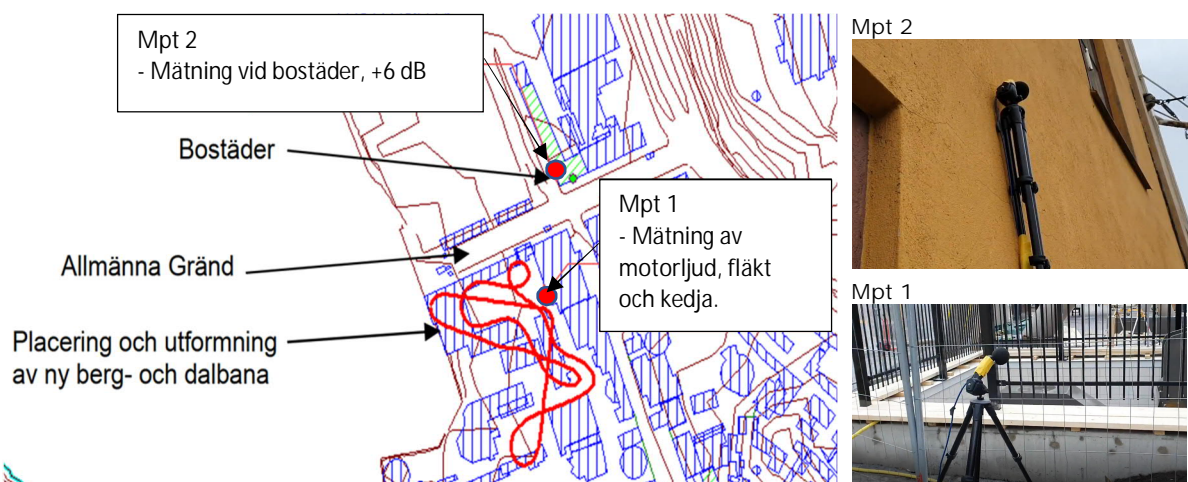 Mpt 2
- Mätning vid bostäder, +6 dB
Bostäder
Mpt 1
- Mätning av
motorljud, fläkt
och kedja.
Allmänna Gränd
Placering och utformning
av ny berg- och dalbana
Mpt 2
Mpt 1